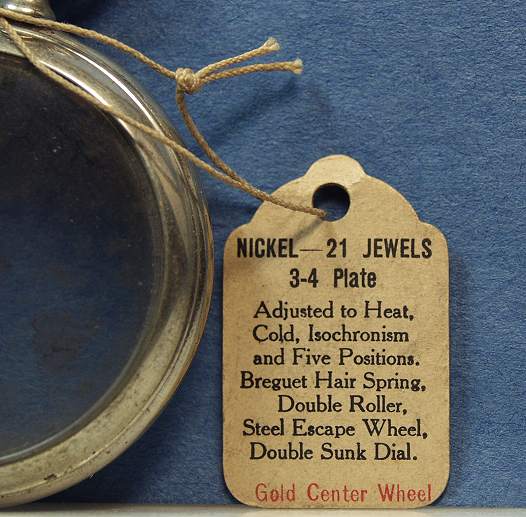 NICKEL—21 JEWELS
3-4 Plate
Adjusted to Heat,
Cold, Isochronism
and Five Positions.
Breguet Hair Spring,
Double Roller,
Steel Escape Wheel,
Double Sunk Dial.
Gold Center Wheel